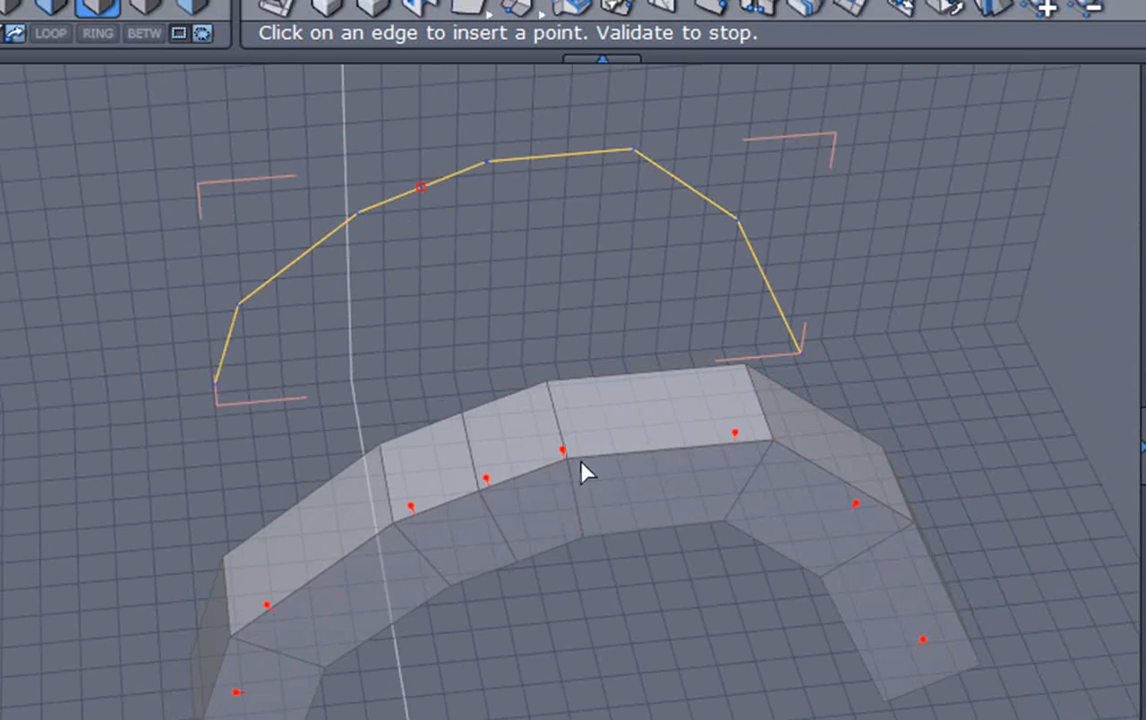 LOOP RING BETW
Click on an edge to insert a point. Validate to stop.